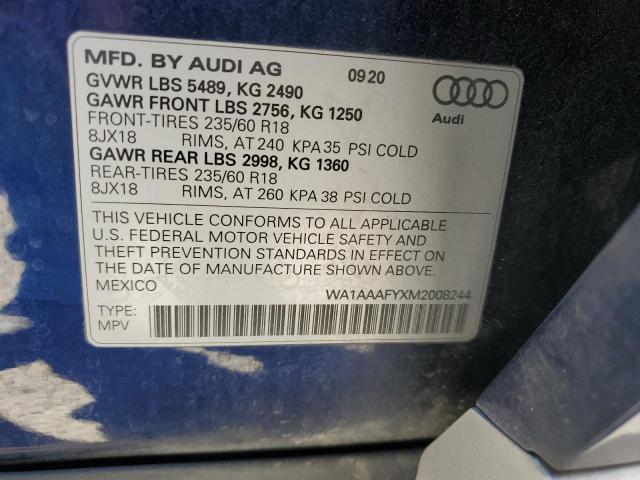 MFD. BY AUDI AG 0920
GVWR LBS 5489, KG 2490
GAWR FRONT LBS 2756, KG 1250
FRONT-TIRES 235/60 R18
8JX18 RIMS, AT 240 KPA 35 PSI COLD
GAWR REAR LBS 2998, KG 1360
REAR-TIRES 235/60 R18
8JX18 RIMS, AT 260 KPA 38 PSI COLD
Audi
THIS VEHICLE CONFORMS TO ALL APPLICABLE
U.S. FEDERAL MOTOR VEHICLE SAFETY AND
THEFT PREVENTION STANDARDS IN EFFECT ON
THE DATE OF MANUFACTURE SHOWN ABOVE.
MEXICO WA1AAAFYXM2008244
TYPE:
MPV